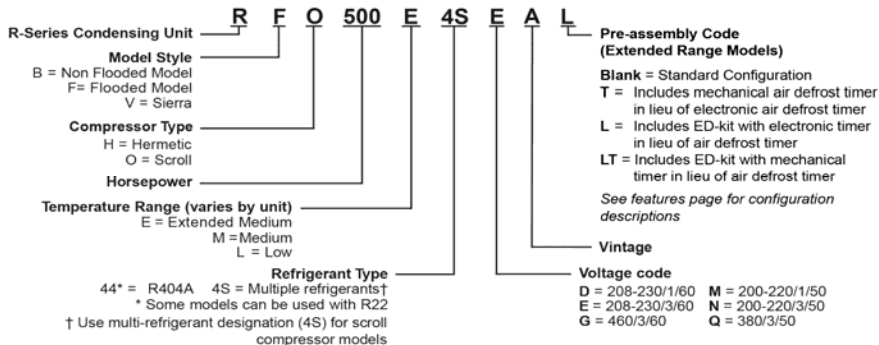 R F O 500 E 4S E A L
R-Series Condensing Unit
Model Style
B = Non Flooded Model
F= Flooded Model
V = Sierra
Compressor Type
H = Hermetic
O = Scroll
Horsepower
Temperature Range (varies by unit)
E = Extended Medium
M =Medium
L = Low
Refrigerant Type
44* = R404A 4S = Multiple refrigerants†
* Some models can be used with R22
† Use multi-refrigerant designation (4S) for scroll
compressor models
Pre-assembly Code
(Extended Range Models)
Blank = Standard Configuration
T = Includes mechanical air defrost timer
in lieu of electronic air defrost timer
L = Includes ED-kit with electronic timer
in lieu of air defrost timer
LT = Includes ED-kit with mechanical
timer in lieu of air defrost timer
See features page for configuration
descriptions
Vintage
Voltage code
D = 208-230/1/60 M = 200-220/1/50
E = 208-230/3/60 N = 200-220/3/50
G = 460/3/60 Q = 380/3/50